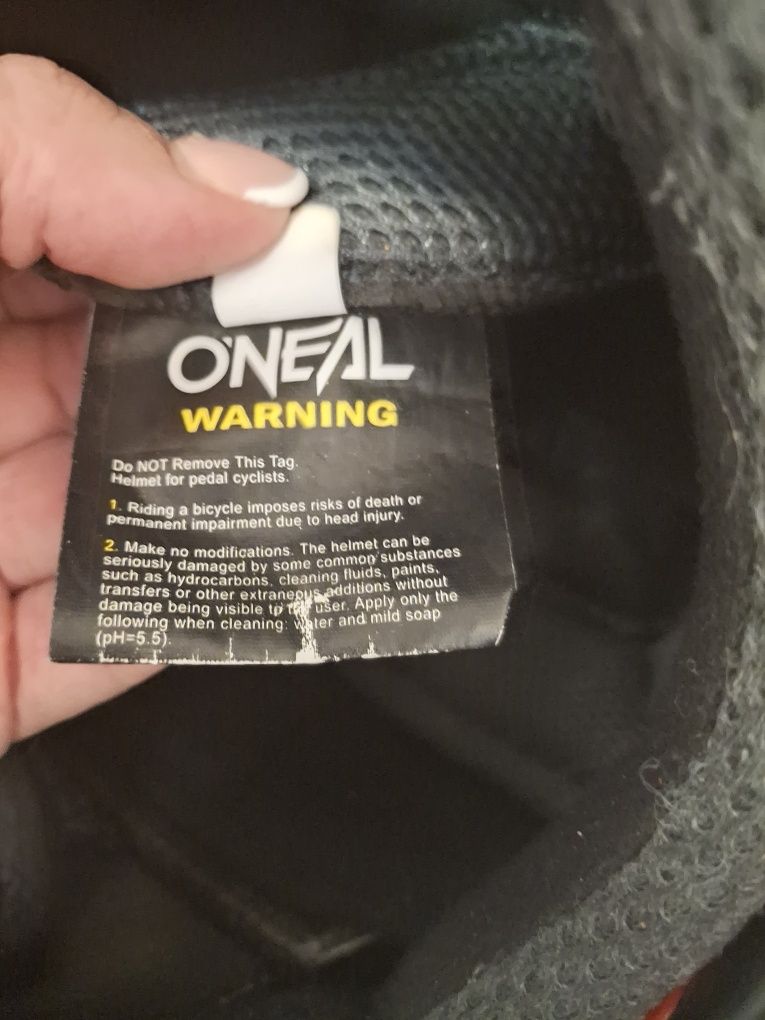 O'NEAL
WARNING
Do NOT Remove This Tag.
Helmet for pedal cyclists.
1. Riding a bicycle imposes risks of death or
permanent impairment due to head injury.
2. Make no modifications. The helmet can be
seriously damaged by some common substances
such as hydrocarbons, cleaning fluids, paints,
transfers or other extraneous additions without
damage being visible to user. Apply only the
following when cleaning: water and mild soap
(pH=5.5).